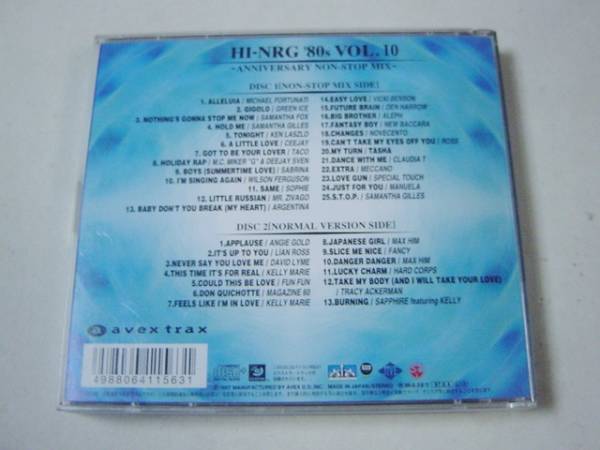 HI-NRG '80s VOL. 10
~ANNIVERSARY NON-STOP MIX~
DISC 1[NON-STOP MIX SIDE]
1. ALLELUIA / MICHAEL FORTUNATI
2. GIGOLO / GREEN ICE
3. NOTHING'S GONNA STOP ME NOW / SAMANTHA FOX
4. HOLD ME / SAMANTHA GILLES
5. TONIGHT / KEN LASZLO
6. A LITTLE LOVE / CEEJAY
7. GOT TO BE YOUR LOVER / TACO
8. HOLIDAY RAP / M.C. MIKER "G" & DEEJAY SVEN
9. BOYS (SUMMERTIME LOVE) / SABRINA
10. I'M SINGING AGAIN / WILSON FERGUSON
11. SAME / SOPHIE
12. LITTLE RUSSIAN / MR. ZIVAGO
13. BABY DON'T YOU BREAK (MY HEART) / ARGENTINA
14. EASY LOVE / VICKI BENSON
15. FUTURE BRAIN / DEN HARROW
16. BIG BROTHER / ALEPH
17. FANTASY BOY / NEW BACCARA
18. CHANGES / NOVECENTO
19. CAN'T TAKE MY EYES OFF YOU / ROSS
20. MY TURN / TASHA
21. DANCE WITH ME / CLAUDIA T
22. EXTRA / MECCANO
23. LOVE GUN / SPECIAL TOUCH
24. JUST FOR YOU / MANUELA
25. S.T.O.P. / SAMANTHA GILLES
DISC 2[NORMAL VERSION SIDE]
1. APPLAUSE / ANGIE GOLD
2. IT'S UP TO YOU / LIAN ROSS
3. NEVER SAY YOU LOVE ME / DAVID LYME
4. THIS TIME IT'S FOR REAL / KELLY MARIE
5. COULD THIS BE LOVE / FUN FUN
6. DON QUICHOTTE / MAGAZINE 60
7. FEELS LIKE I'M IN LOVE / KELLY MARIE
8. JAPANESE GIRL / MAX HIM
9. SLICE ME NICE / FANCY
10. DANGER DANGER / MAX HIM
11. LUCKY CHARM / HARD CORPS
12. TAKE MY BODY (AND I WILL TAKE YOUR LOVE)
/ TRACY ACKERMAN
13. BURNING / SAPPHIRE featuring KELLY
a avex trax
4988064115631
1997 MANUFACTURED BY AVEX D.D. INC. MADE IN JAPAN/STEREO